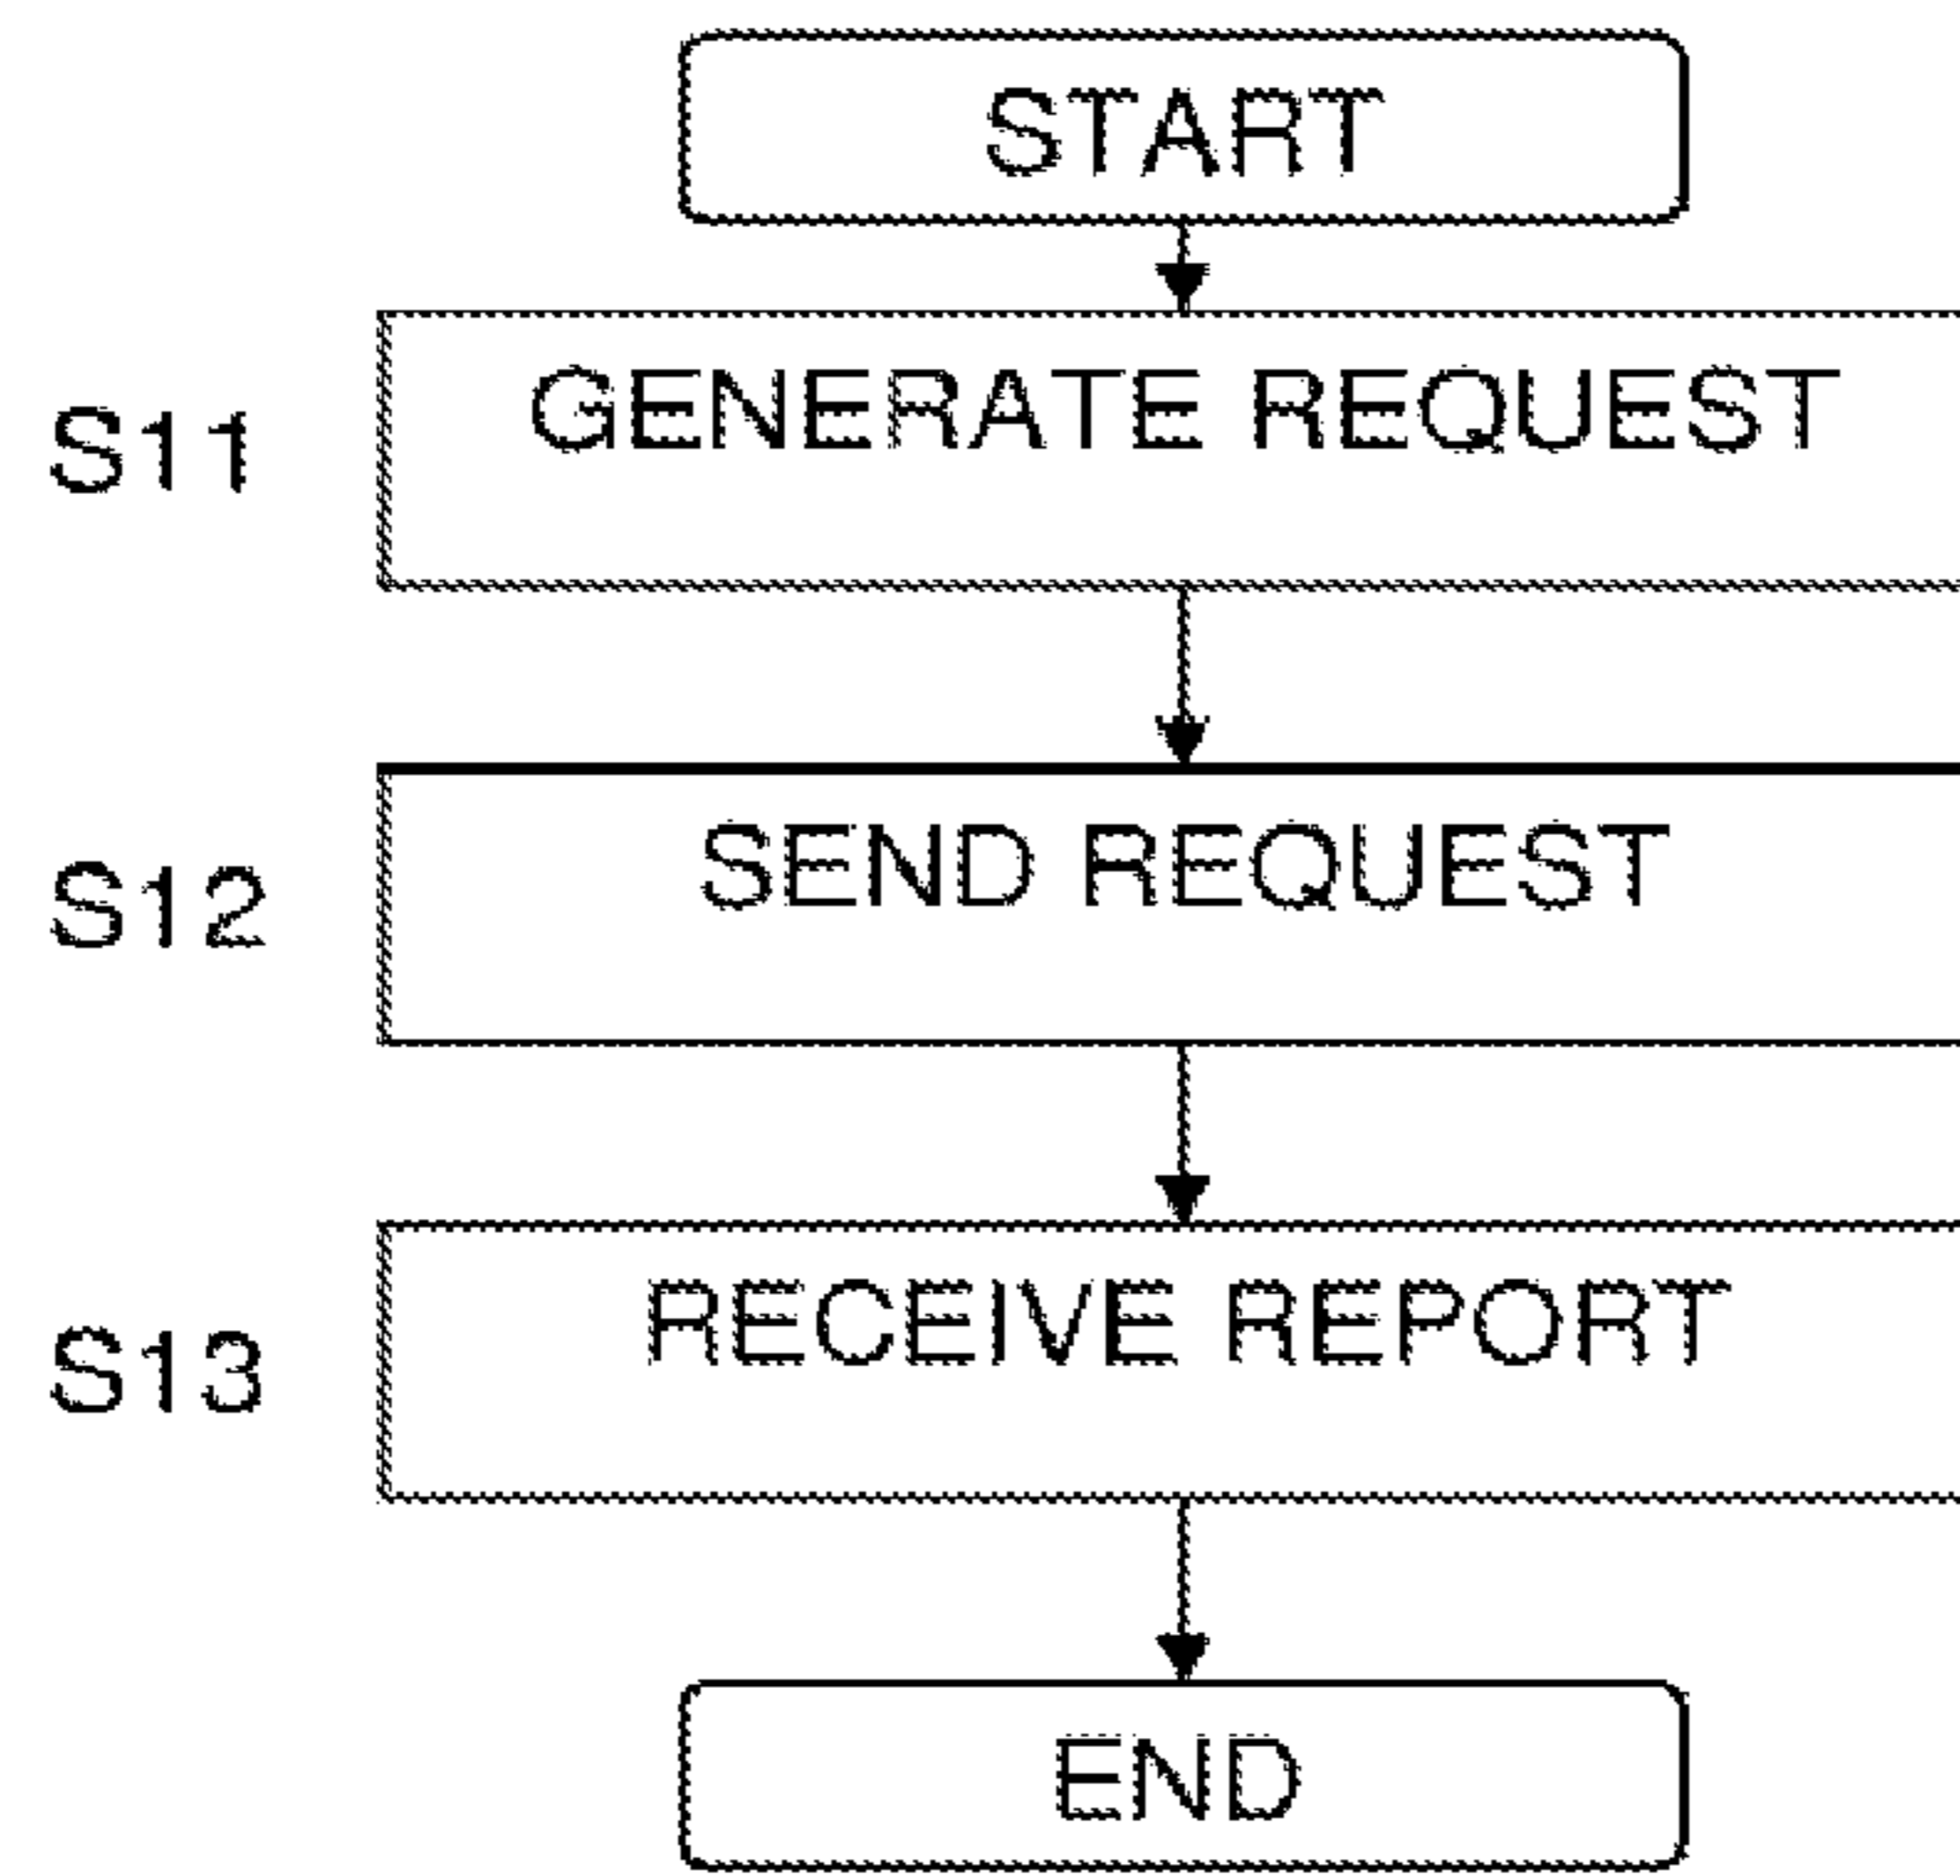 START
S11
GENERATE REQUEST
S12
SEND REQUEST
S13
RECEIVE REPORT
END